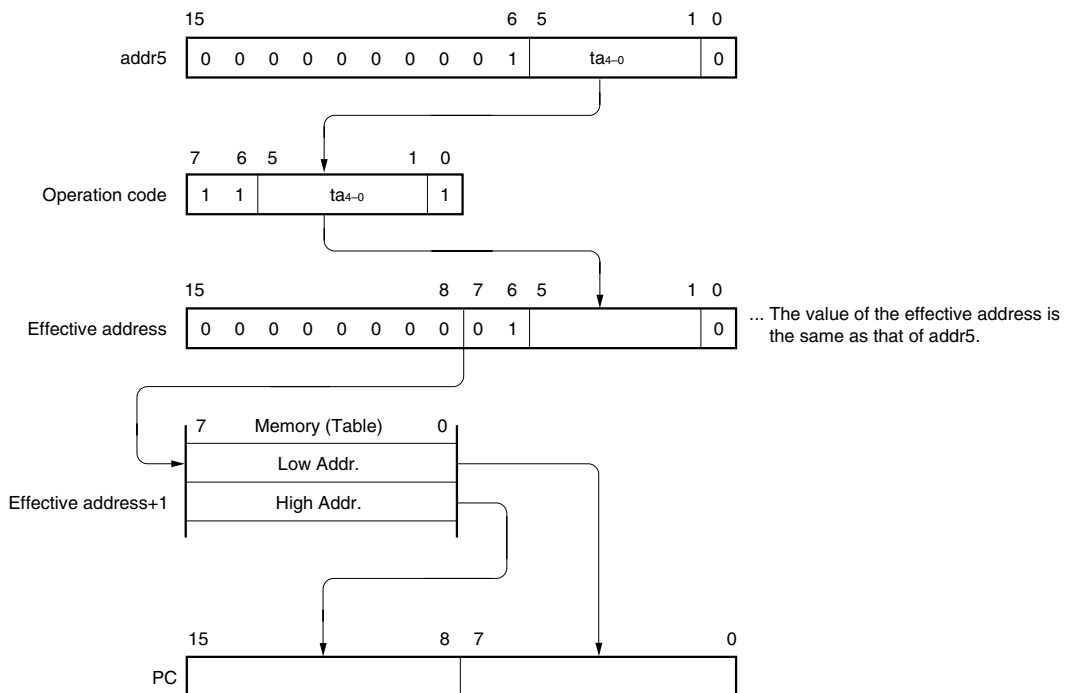 15 6 5 1 0
addr5 0 0 0 0 0 0 0 0 0 1 ta4–0 0
7 6 5 1 0
Operation code 1 1 ta4–0 1
15 8 7 6 5 1 0
Effective address 0 0 0 0 0 0 0 0 0 1 0 ... The value of the effective address is
the same as that of addr5.
7 Memory (Table) 0
Low Addr.
Effective address+1 High Addr.
15 8 7 0
PC